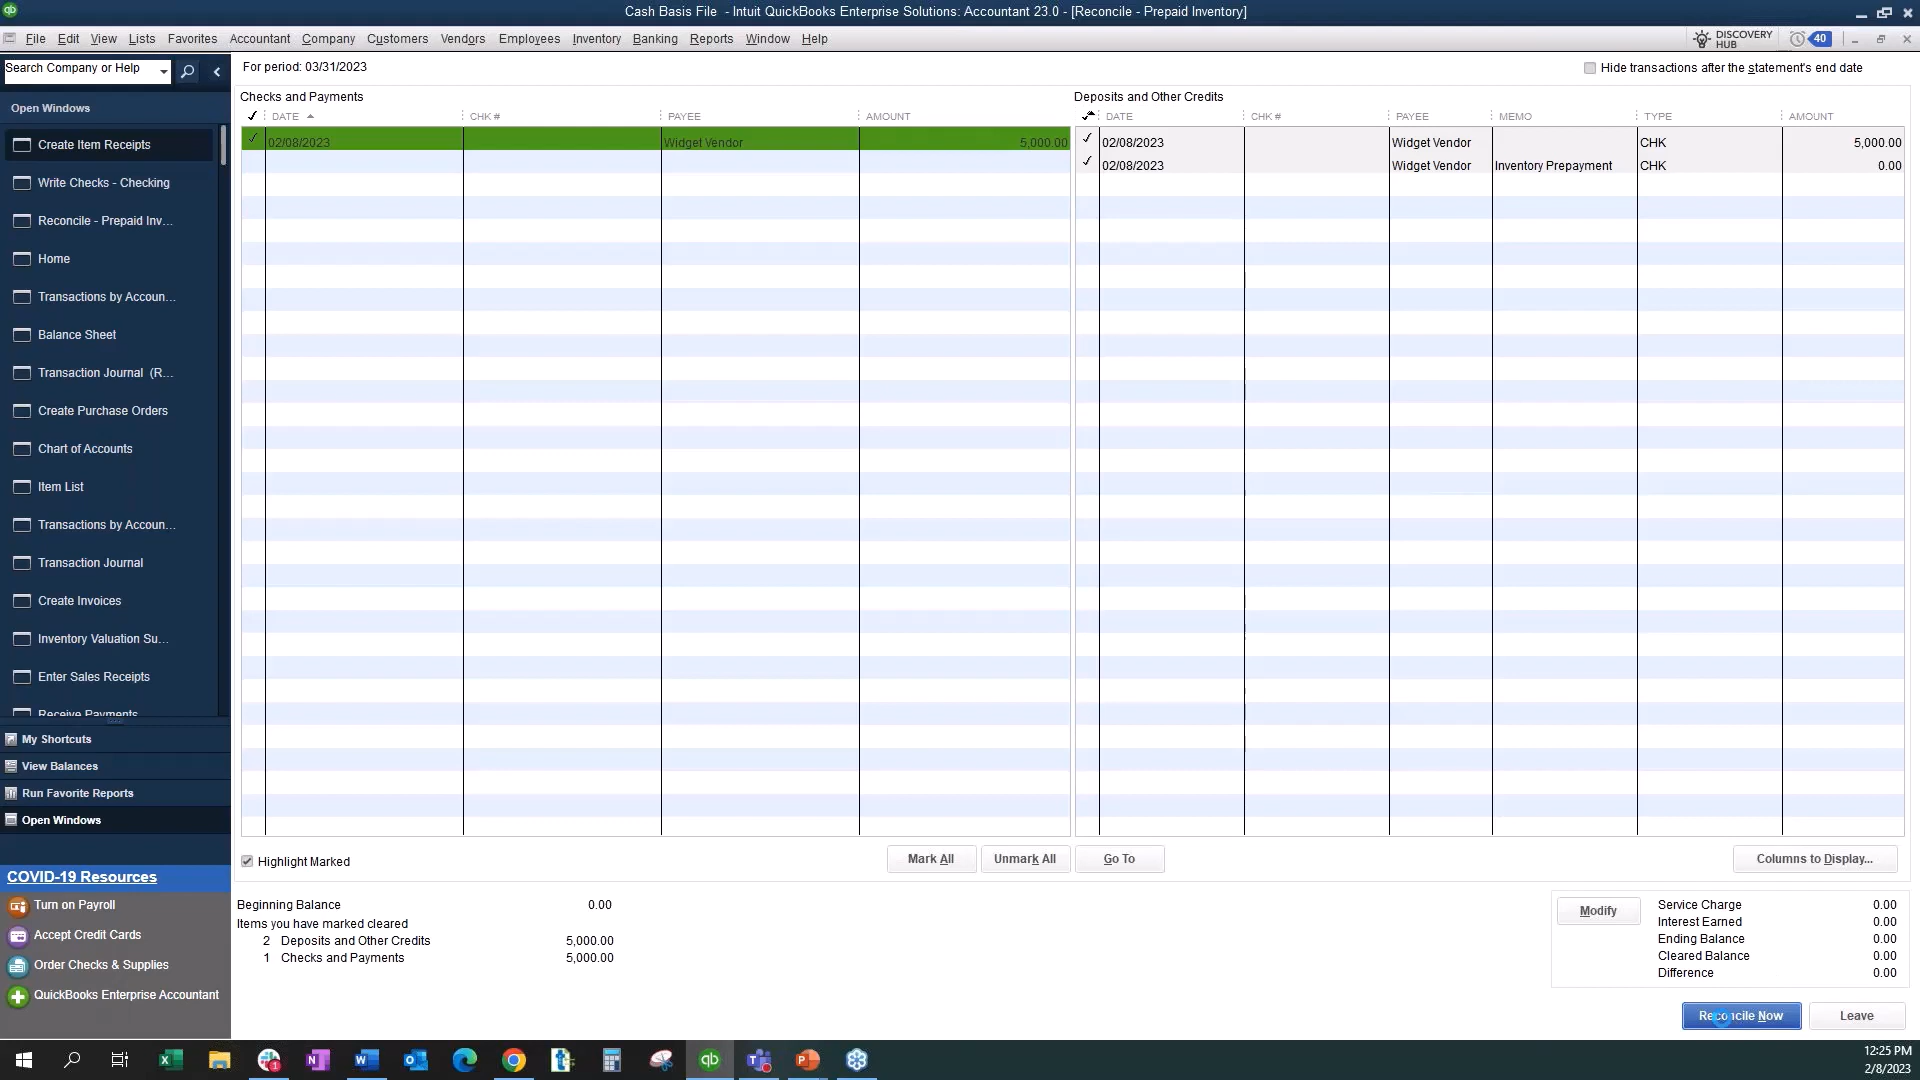 Cash Basis File - Intuit QuickBooks Enterprise Solutions: Accountant 23.0 - [Reconcile - Prepaid Inventory]
File Edit View Lists Favorites Accountant Company Customers Vendors Employees Inventory Banking Reports Window Help
DISCOVERY HUB 40
Search Company or Help
For period: 03/31/2023
Hide transactions after the statement's end date
Open Windows
Create Item Receipts
Write Checks - Checking
Reconcile - Prepaid Inv...
Home
Transactions by Accoun...
Balance Sheet
Transaction Journal (R...
Create Purchase Orders
Chart of Accounts
Item List
Transactions by Accoun...
Transaction Journal
Create Invoices
Inventory Valuation Su...
Enter Sales Receipts
Receive Payments
My Shortcuts
View Balances
Run Favorite Reports
Open Windows
COVID-19 Resources
Turn on Payroll
Accept Credit Cards
Order Checks & Supplies
QuickBooks Enterprise Accountant
Checks and Payments
DATE CHK # PAYEE AMOUNT
02/08/2023 Widget Vendor 5,000.00
Deposits and Other Credits
DATE CHK # PAYEE MEMO TYPE AMOUNT
02/08/2023 Widget Vendor CHK 5,000.00
02/08/2023 Widget Vendor Inventory Prepayment CHK 0.00
Highlight Marked
Mark All Unmark All Go To Columns to Display...
Beginning Balance 0.00
Items you have marked cleared
2 Deposits and Other Credits 5,000.00
1 Checks and Payments 5,000.00
Modify
Service Charge 0.00
Interest Earned 0.00
Ending Balance 0.00
Cleared Balance 0.00
Difference 0.00
Reconcile Now Leave
12:25 PM
2/8/2023